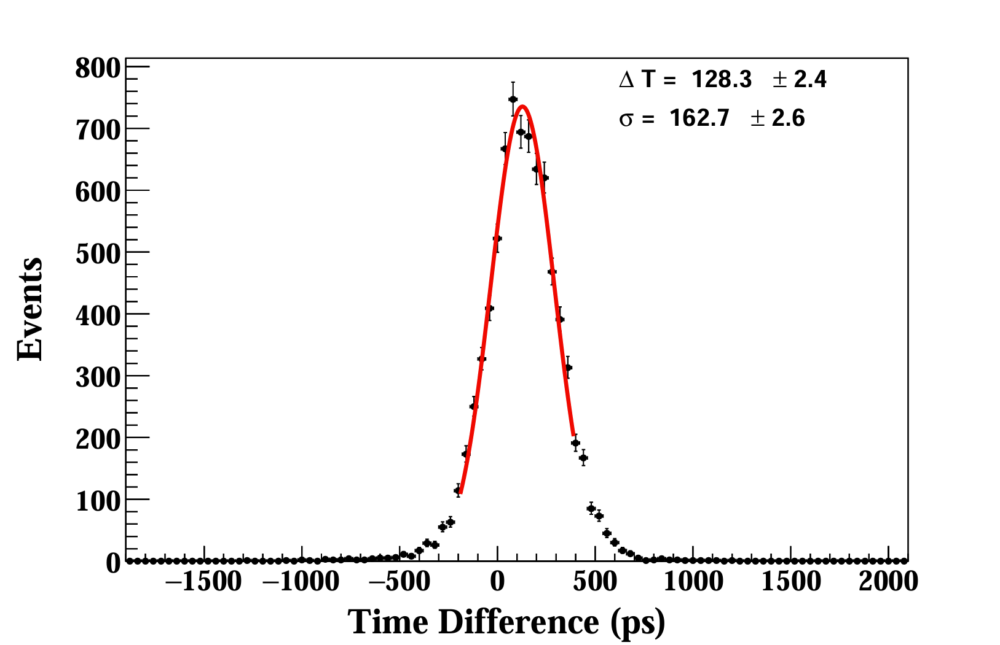 Δ T = 128.3 ± 2.4
σ = 162.7 ± 2.6
800
700
600
500
400
300
200
100
0
Events
−1500 −1000 −500 0 500 1000 1500 2000
Time Difference (ps)